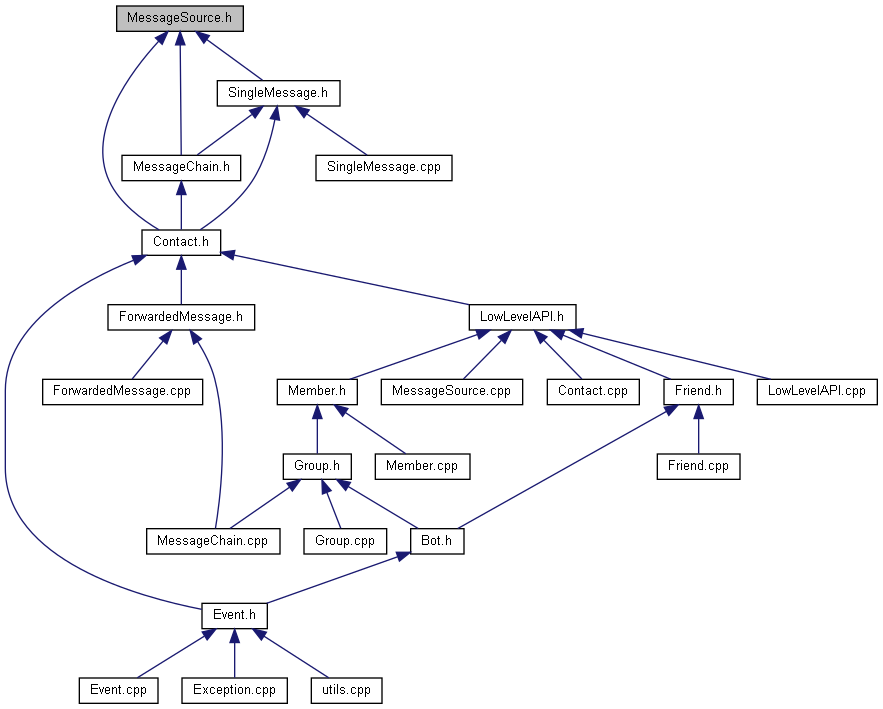 MessageSource.h
SingleMessage.h
MessageChain.h
SingleMessage.cpp
Contact.h
ForwardedMessage.h
LowLevelAPI.h
ForwardedMessage.cpp
Member.h
MessageSource.cpp
Contact.cpp
Friend.h
LowLevelAPI.cpp
Group.h
Member.cpp
Friend.cpp
MessageChain.cpp
Group.cpp
Bot.h
Event.h
Event.cpp
Exception.cpp
utils.cpp